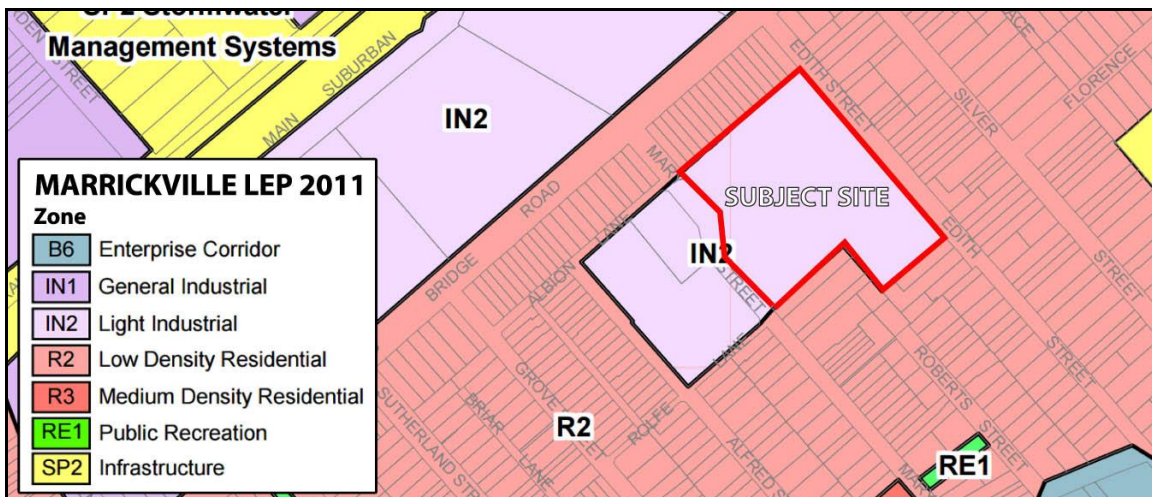 SP2 Stormwater
Management Systems
STREET
MAIN
SUBURBAN
IN2
BRIDGE
ROAD
EDITH STREET
SILVER
FLORENCE
SUBJECT SITE
IN2
STREET
ALBION
LANE
EDITH
STREET
LANE
ROBERTS
STREET
STREET
GROVE
STREET
BRIAR
LANE
SUTHERLAND
R2
ROLFE
ALFRED
RE1
MARRICKVILLE LEP 2011
Zone
B6 Enterprise Corridor
IN1 General Industrial
IN2 Light Industrial
R2 Low Density Residential
R3 Medium Density Residential
RE1 Public Recreation
SP2 Infrastructure